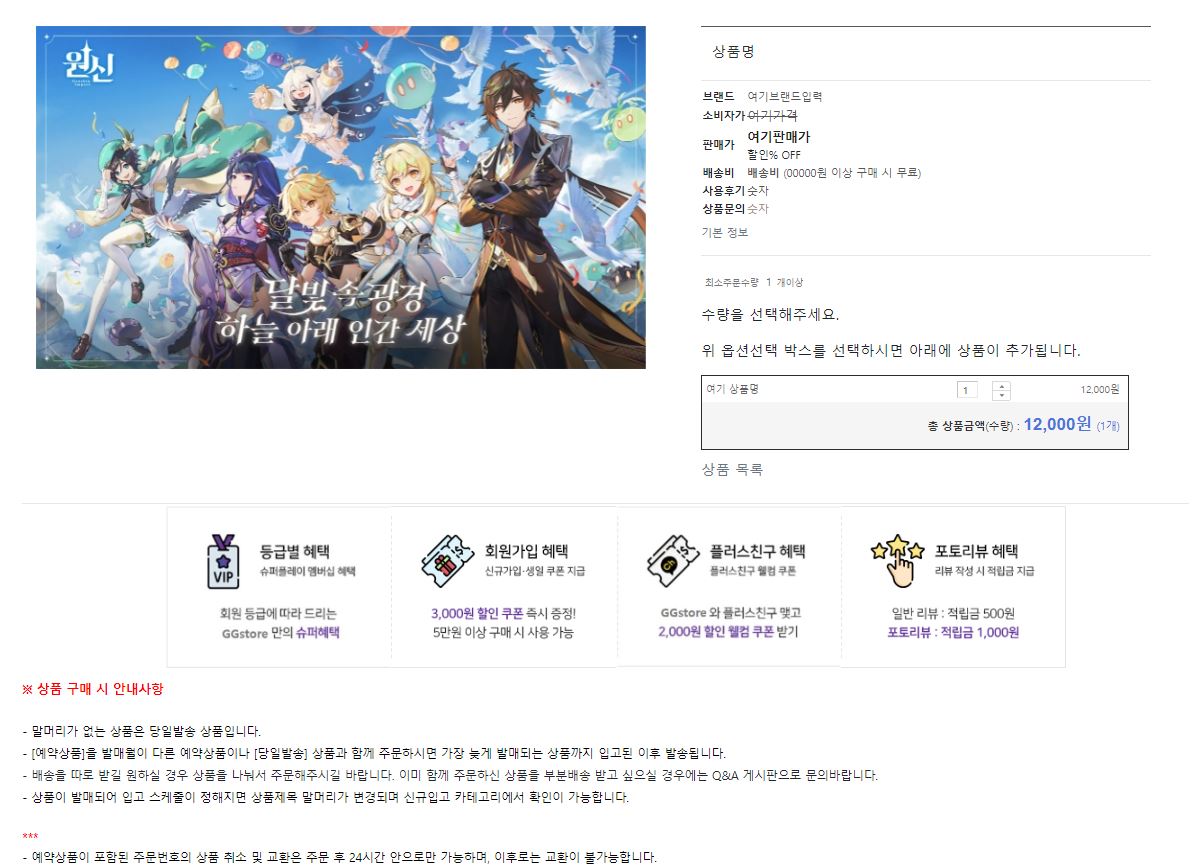 원신
Genshin Impact
달빛 속 광경
하늘 아래 인간 세상
상품명
브랜드 여기브랜드입력
소비자가 여기가격
판매가 여기판매가
할인% OFF
배송비 배송비 (00000원 이상 구매 시 무료)
사용후기 숫자
상품문의 숫자
기본 정보
최소주문수량 1 개이상
수량을 선택해주세요.
위 옵션선택 박스를 선택하시면 아래에 상품이 추가됩니다.
여기 상품명 1 12,000원
총 상품금액(수량) : 12,000원 (1개)
상품 목록
VIP
등급별 혜택
슈퍼플레이 멤버십 혜택
회원 등급에 따라 드리는
GGstore 만의 슈퍼혜택
회원가입 혜택
신규가입·생일 쿠폰 지급
3,000원 할인 쿠폰 즉시 증정!
5만원 이상 구매 시 사용 가능
플러스친구 혜택
플러스친구 웰컴 쿠폰
GGstore 와 플러스친구 맺고
2,000원 할인 웰컴 쿠폰 받기
포토리뷰 혜택
리뷰 작성 시 적립금 지급
일반 리뷰 : 적립금 500원
포토리뷰 : 적립금 1,000원
※ 상품 구매 시 안내사항
- 말머리가 없는 상품은 당일발송 상품입니다.
- [예약상품]을 발매월이 다른 예약상품이나 [당일발송] 상품과 함께 주문하시면 가장 늦게 발매되는 상품까지 입고된 이후 발송됩니다.
- 배송을 따로 받길 원하실 경우 상품을 나눠서 주문해주시길 바랍니다. 이미 함께 주문하신 상품을 부분배송 받고 싶으실 경우에는 Q&A 게시판으로 문의바랍니다.
- 상품이 발매되어 입고 스케줄이 정해지면 상품제목 말머리가 변경되며 신규입고 카테고리에서 확인이 가능합니다.
***
- 예약상품이 포함된 주문번호의 상품 취소 및 교환은 주문 후 24시간 안으로만 가능하며, 이후로는 교환이 불가능합니다.